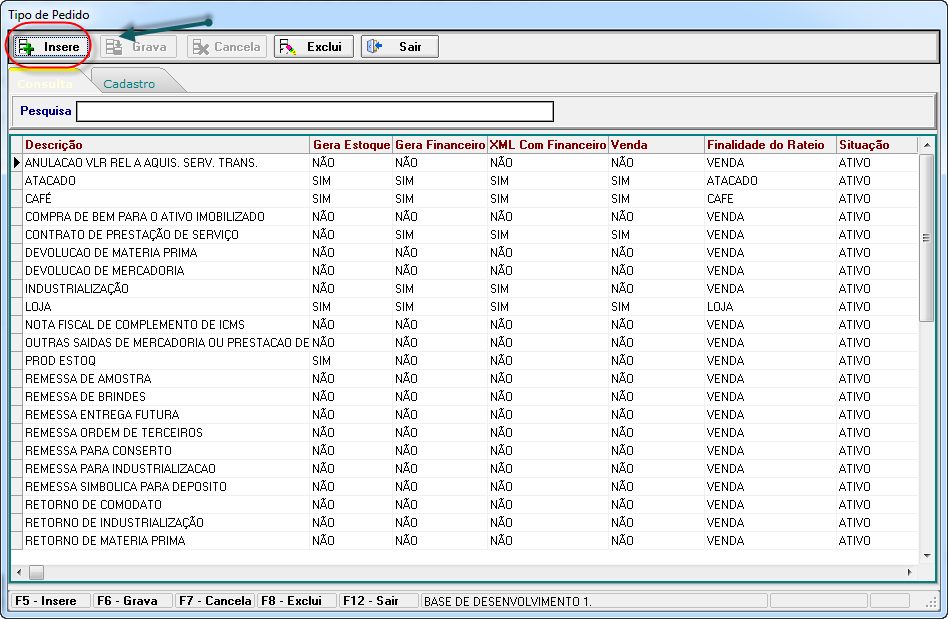 Tipo de Pedido
Insere Grava Cancela Exclui Sair
Consulta Cadastro
Pesquisa
Descrição Gera Estoque Gera Financeiro XML Com Financeiro Venda Finalidade do Rateio Situação
ANULACAO VLR REL A AQUIS. SERV. TRANS. NÃO NÃO NÃO NÃO VENDA ATIVO
ATACADO SIM SIM SIM SIM ATACADO ATIVO
CAFÉ SIM SIM SIM SIM CAFE ATIVO
COMPRA DE BEM PARA O ATIVO IMOBILIZADO NÃO NÃO NÃO NÃO VENDA ATIVO
CONTRATO DE PRESTAÇÃO DE SERVIÇO NÃO SIM SIM SIM VENDA ATIVO
DEVOLUCAO DE MATERIA PRIMA NÃO NÃO NÃO NÃO VENDA ATIVO
DEVOLUCAO DE MERCADORIA NÃO NÃO NÃO NÃO VENDA ATIVO
INDUSTRIALIZAÇÃO NÃO SIM SIM NÃO VENDA ATIVO
LOJA SIM SIM SIM SIM LOJA ATIVO
NOTA FISCAL DE COMPLEMENTO DE ICMS NÃO NÃO NÃO NÃO VENDA ATIVO
OUTRAS SAIDAS DE MERCADORIA OU PRESTACAO DE NÃO NÃO NÃO NÃO VENDA ATIVO
PROD ESTOQ SIM NÃO NÃO NÃO VENDA ATIVO
REMESSA DE AMOSTRA NÃO NÃO NÃO NÃO VENDA ATIVO
REMESSA DE BRINDES NÃO NÃO NÃO NÃO VENDA ATIVO
REMESSA ENTREGA FUTURA NÃO NÃO NÃO NÃO VENDA ATIVO
REMESSA ORDEM DE TERCEIROS NÃO NÃO NÃO NÃO VENDA ATIVO
REMESSA PARA CONSERTO NÃO NÃO NÃO NÃO VENDA ATIVO
REMESSA PARA INDUSTRIALIZACAO NÃO NÃO NÃO NÃO VENDA ATIVO
REMESSA SIMBOLICA PARA DEPOSITO NÃO NÃO NÃO NÃO VENDA ATIVO
RETORNO DE COMODATO NÃO NÃO NÃO NÃO VENDA ATIVO
RETORNO DE INDUSTRIALIZAÇÃO NÃO NÃO NÃO NÃO VENDA ATIVO
RETORNO DE MATERIA PRIMA NÃO NÃO NÃO NÃO VENDA ATIVO
F5 - Insere F6 - Grava F7 - Cancela F8 - Exclui F12 - Sair BASE DE DESENVOLVIMENTO 1.